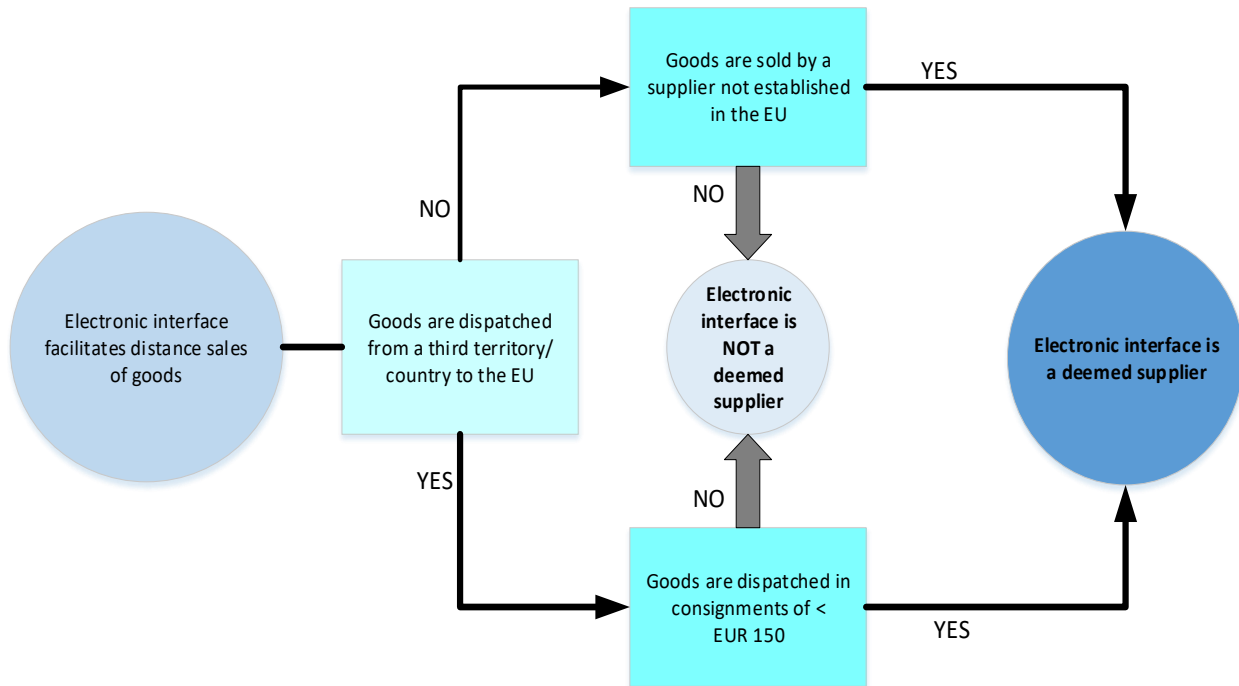 Electronic interface
facilitates distance sales
of goods
Goods are dispatched
from a third territory/
country to the EU
NO
YES
Goods are sold by a
supplier not established
in the EU
YES
NO
Electronic
interface is
NOT a
deemed
supplier
NO
Goods are dispatched in
consignments of <
EUR 150
YES
Electronic interface is
a deemed supplier